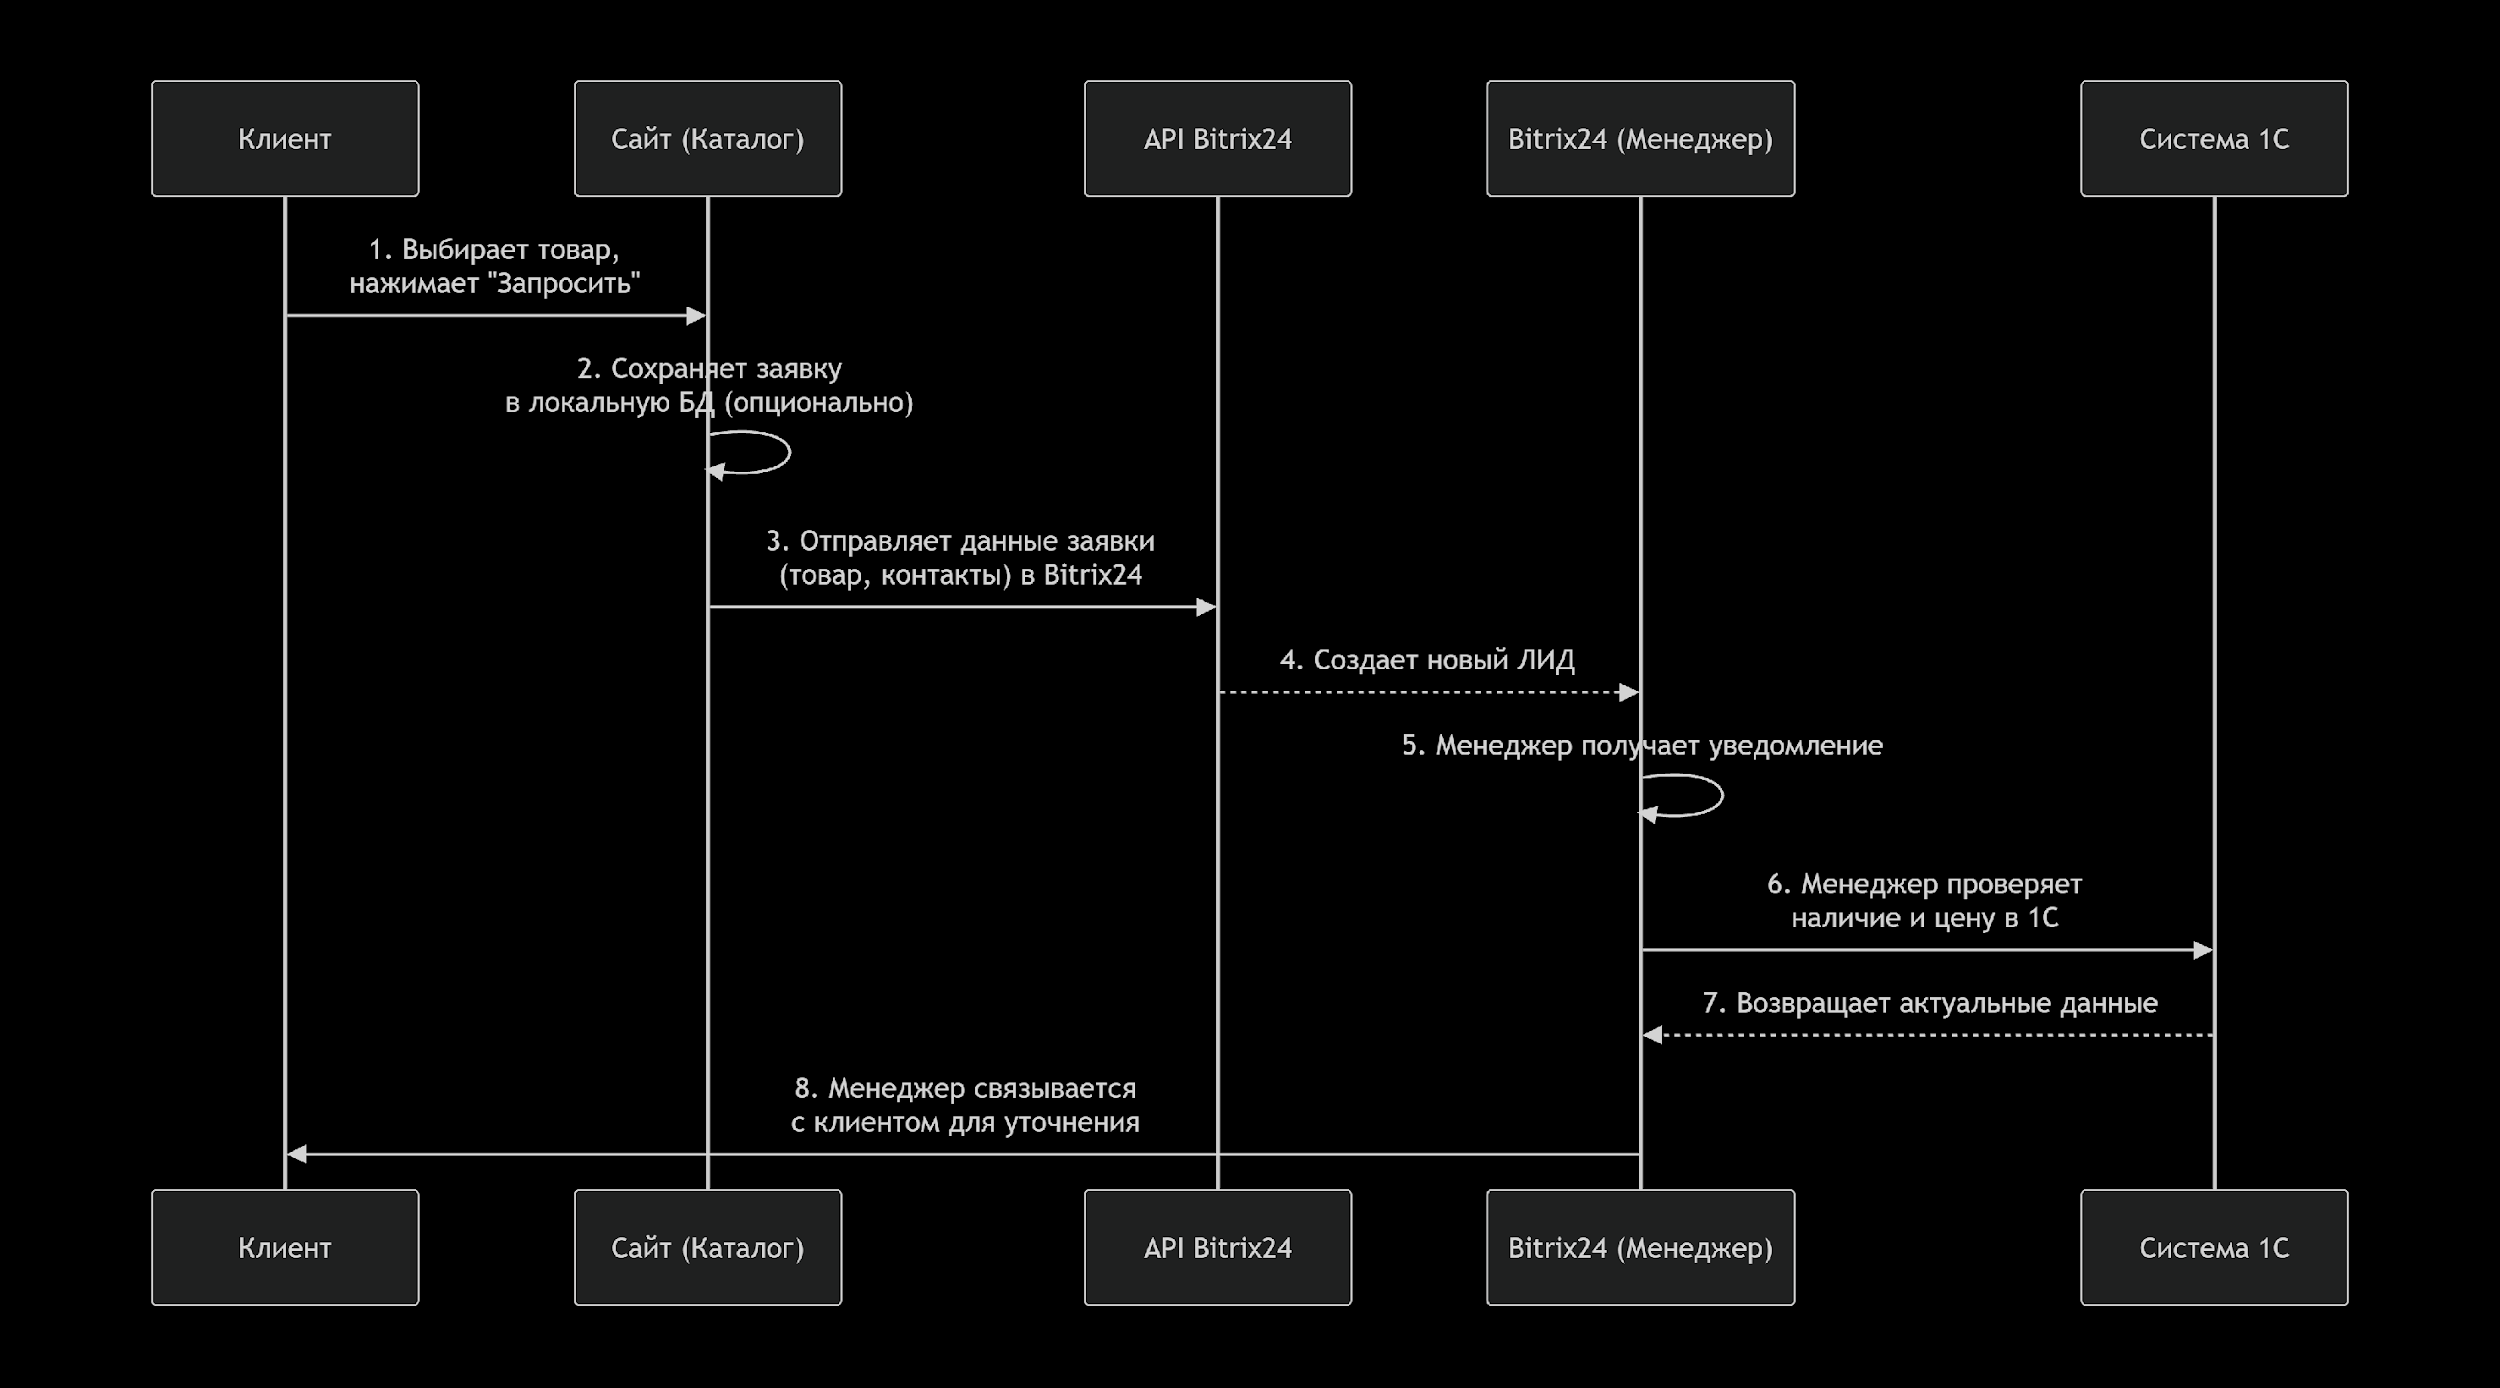 Клиент
Сайт (Каталог)
API Bitrix24
Bitrix24 (Менеджер)
Система 1С
1. Выбирает товар,
нажимает "Запросить"
2. Сохраняет заявку
в локальную БД (опционально)
3. Отправляет данные заявки
(товар, контакты) в Bitrix24
4. Создает новый ЛИД
5. Менеджер получает уведомление
6. Менеджер проверяет
наличие и цену в 1С
7. Возвращает актуальные данные
8. Менеджер связывается
с клиентом для уточнения
Клиент
Сайт (Каталог)
API Bitrix24
Bitrix24 (Менеджер)
Система 1С